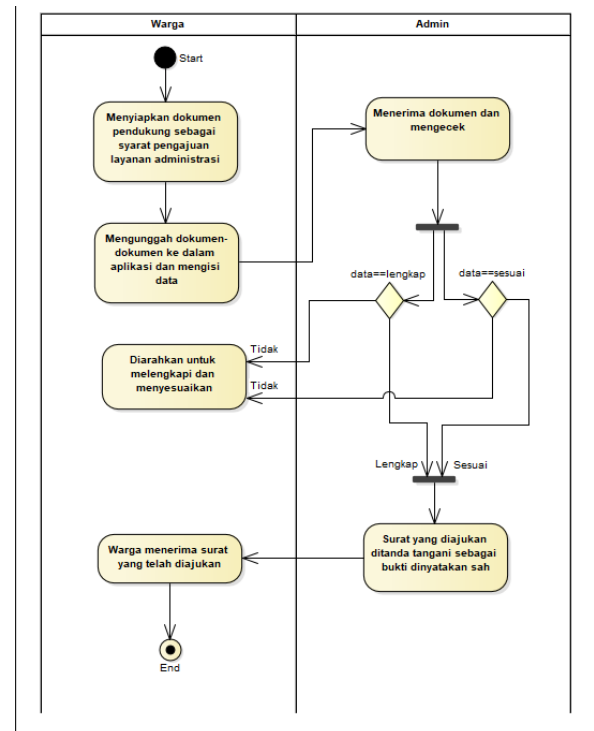 Warga
Admin
Start
Menyiapkan dokumen
pendukung sebagai
syarat pengajuan
layanan administrasi
Menerima dokumen dan
mengecek
Mengunggah dokumen-
dokumen ke dalam
aplikasi dan mengisi
data
data==lengkap
data==sesuai
Tidak
Diarahkan untuk
melengkapi dan
menyesuaikan
Tidak
Lengkap
Sesuai
Surat yang diajukan
ditanda tangani sebagai
bukti dinyatakan sah
Warga menerima surat
yang telah diajukan
End